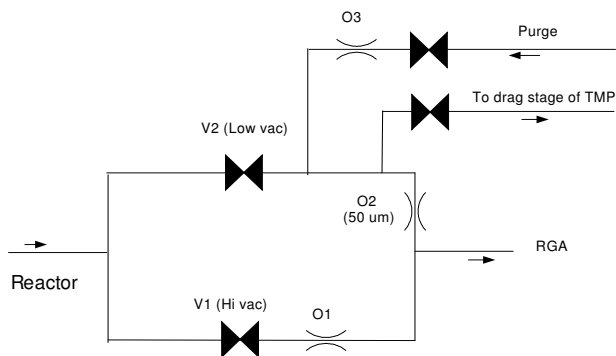 O3
Purge
To drag stage of TMP
V2 (Low vac)
O2
(50 um)
RGA
Reactor
V1 (Hi vac)
O1